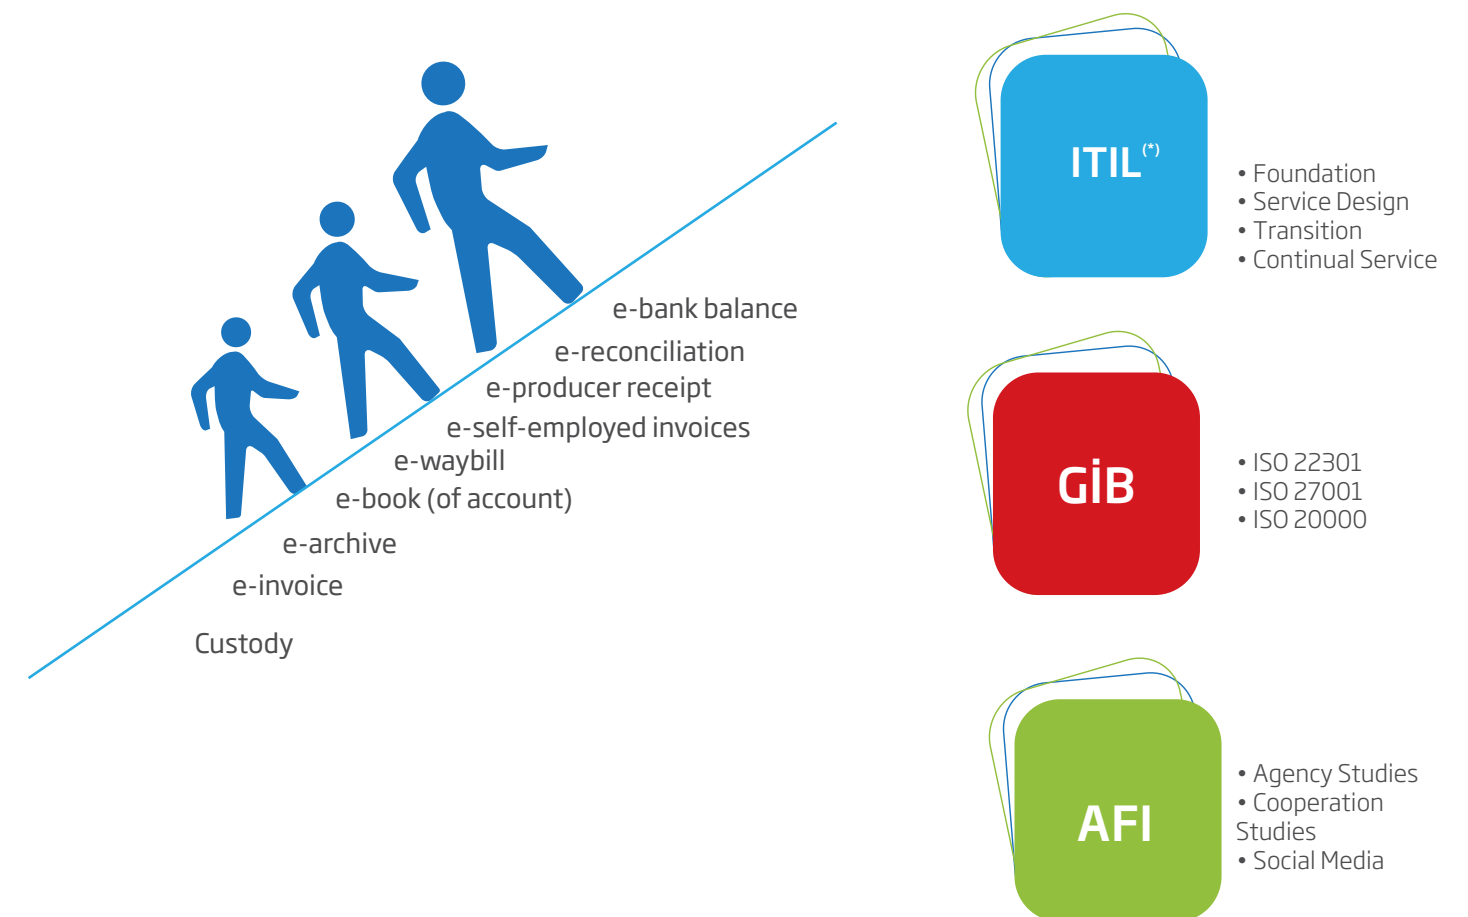 e-bank balance
e-reconciliation
e-producer receipt
e-self-employed invoices
e-waybill
e-book (of account)
e-archive
e-invoice
Custody
ITIL(*)
• Foundation
• Service Design
• Transition
• Continual Service
GİB
• ISO 22301
• ISO 27001
• ISO 20000
AFI
• Agency Studies
• Cooperation
Studies
• Social Media